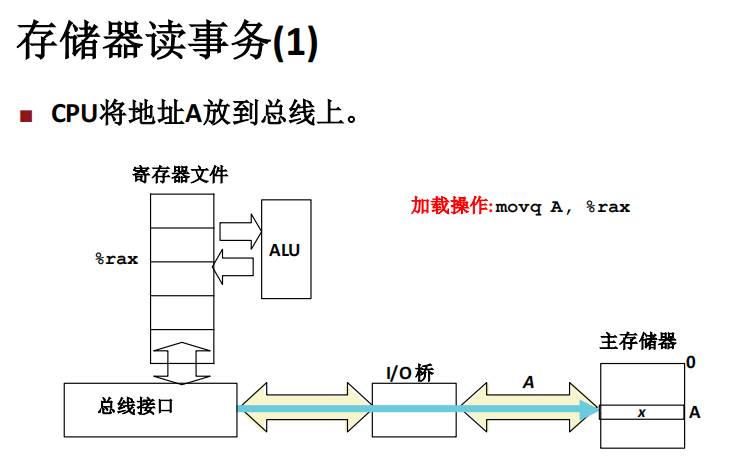 存储器读事务(1)
■ CPU将地址A放到总线上。
寄存器文件
加载操作:movq A, %rax
ALU
%rax
主存储器
0
I/O 桥
A
总线接口
x
A